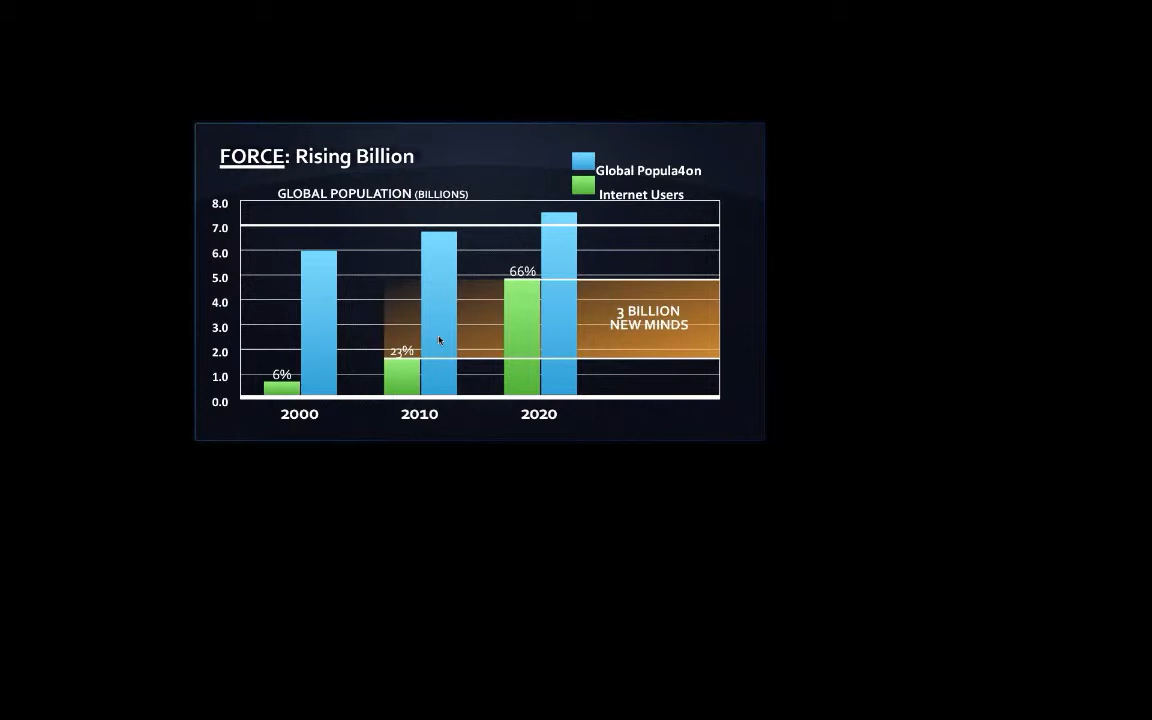 FORCE: Rising Billion
Global Popula4on
Internet Users
GLOBAL POPULATION (BILLIONS)
8.0
7.0
6.0
5.0
4.0
3.0
2.0
1.0
0.0
66%
3 BILLION
NEW MINDS
23%
6%
2000 2010 2020